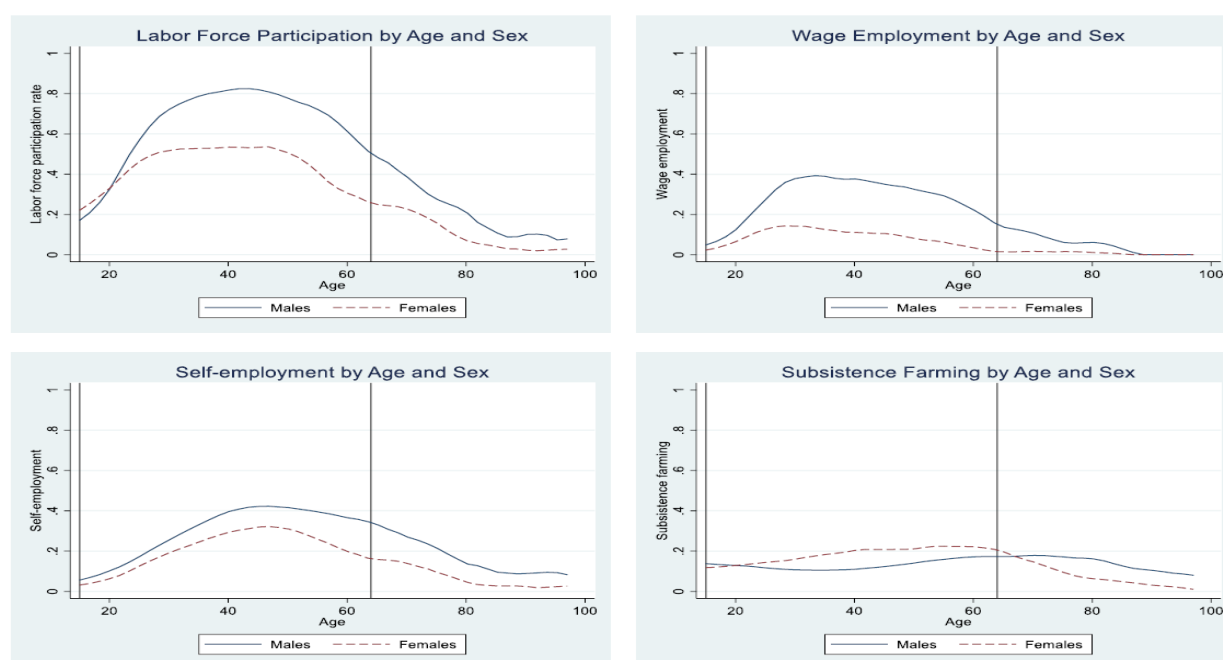 Labor Force Participation by Age and Sex
Labor force participation rate
0 .2 .4 .6 .8 1
20 40 60 80 100
Age
Males Females
Wage Employment by Age and Sex
Wage employment
0 .2 .4 .6 .8 1
20 40 60 80 100
Age
Males Females
Self-employment by Age and Sex
Self-employment
0 .2 .4 .6 .8 1
20 40 60 80 100
Age
Males Females
Subsistence Farming by Age and Sex
Subsistence farming
0 .2 .4 .6 .8 1
20 40 60 80 100
Age
Males Females